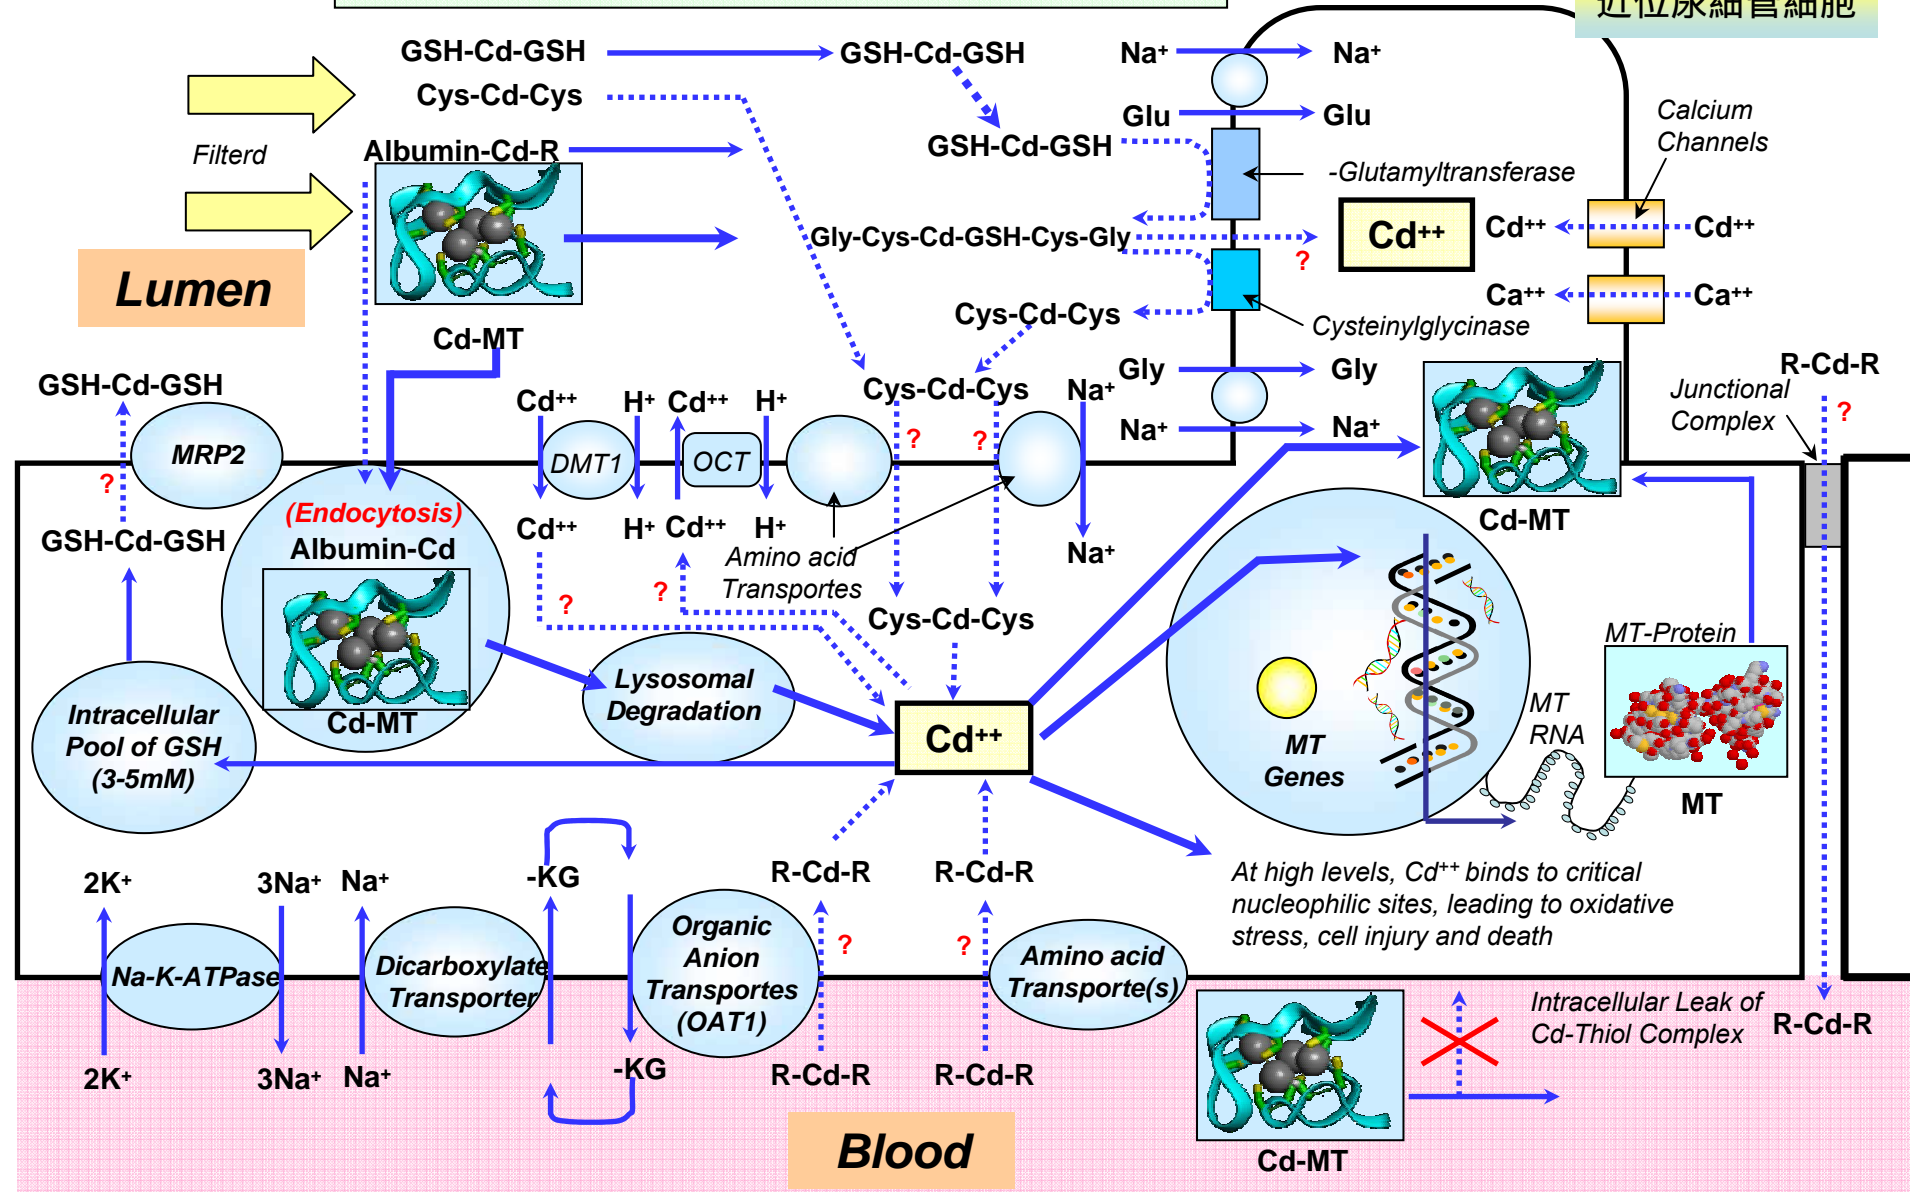 近位尿細管細胞
GSH-Cd-GSH
GSH-Cd-GSH
Na⁺
Na⁺
Cys-Cd-Cys
Glu
Glu
Calcium
Channels
Filterd
Albumin-Cd-R
GSH-Cd-GSH
-Glutamyltransferase
Gly-Cys-Cd-GSH-Cys-Gly
?
Cd⁺⁺
Cd⁺⁺
Cd⁺⁺
Lumen
Ca⁺⁺
Ca⁺⁺
Cys-Cd-Cys
Cysteinylglycinase
Cd-MT
GSH-Cd-GSH
Cd⁺⁺
H⁺
Cd⁺⁺
H⁺
Cys-Cd-Cys
Na⁺
Gly
Gly
Na⁺
Na⁺
R-Cd-R
?
Junctional
Complex
MRP2
?
DMT1
OCT
?
?
(Endocytosis)
Albumin-Cd
Cd-MT
GSH-Cd-GSH
Cd⁺⁺
H⁺
Cd⁺⁺
H⁺
Na⁺
Cd-MT
Amino acid
Transportes
?
?
Cys-Cd-Cys
Intracellular
Pool of GSH
(3-5mM)
Lysosomal
Degradation
Cd⁺⁺
MT
Genes
MT
RNA
MT-Protein
MT
At high levels, Cd⁺⁺ binds to critical
nucleophilic sites, leading to oxidative
stress, cell injury and death
2K⁺
3Na⁺
Na⁺
-KG
R-Cd-R
R-Cd-R
?
?
Na-K-ATPase
Dicarboxylate
Transporter
Organic
Anion
Transportes
(OAT1)
Amino acid
Transporte(s)
2K⁺
3Na⁺
Na⁺
-KG
R-Cd-R
R-Cd-R
Intracellular Leak of
Cd-Thiol Complex
R-Cd-R
Blood
Cd-MT